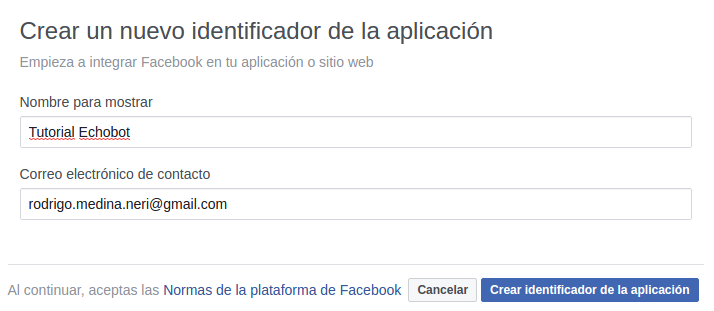 Crear un nuevo identificador de la aplicación
Empieza a integrar Facebook en tu aplicación o sitio web
Nombre para mostrar
Tutorial Echobot
Correo electrónico de contacto
rodrigo.medina.neri@gmail.com
Al continuar, aceptas las Normas de la plataforma de Facebook Cancelar Crear identificador de la aplicación